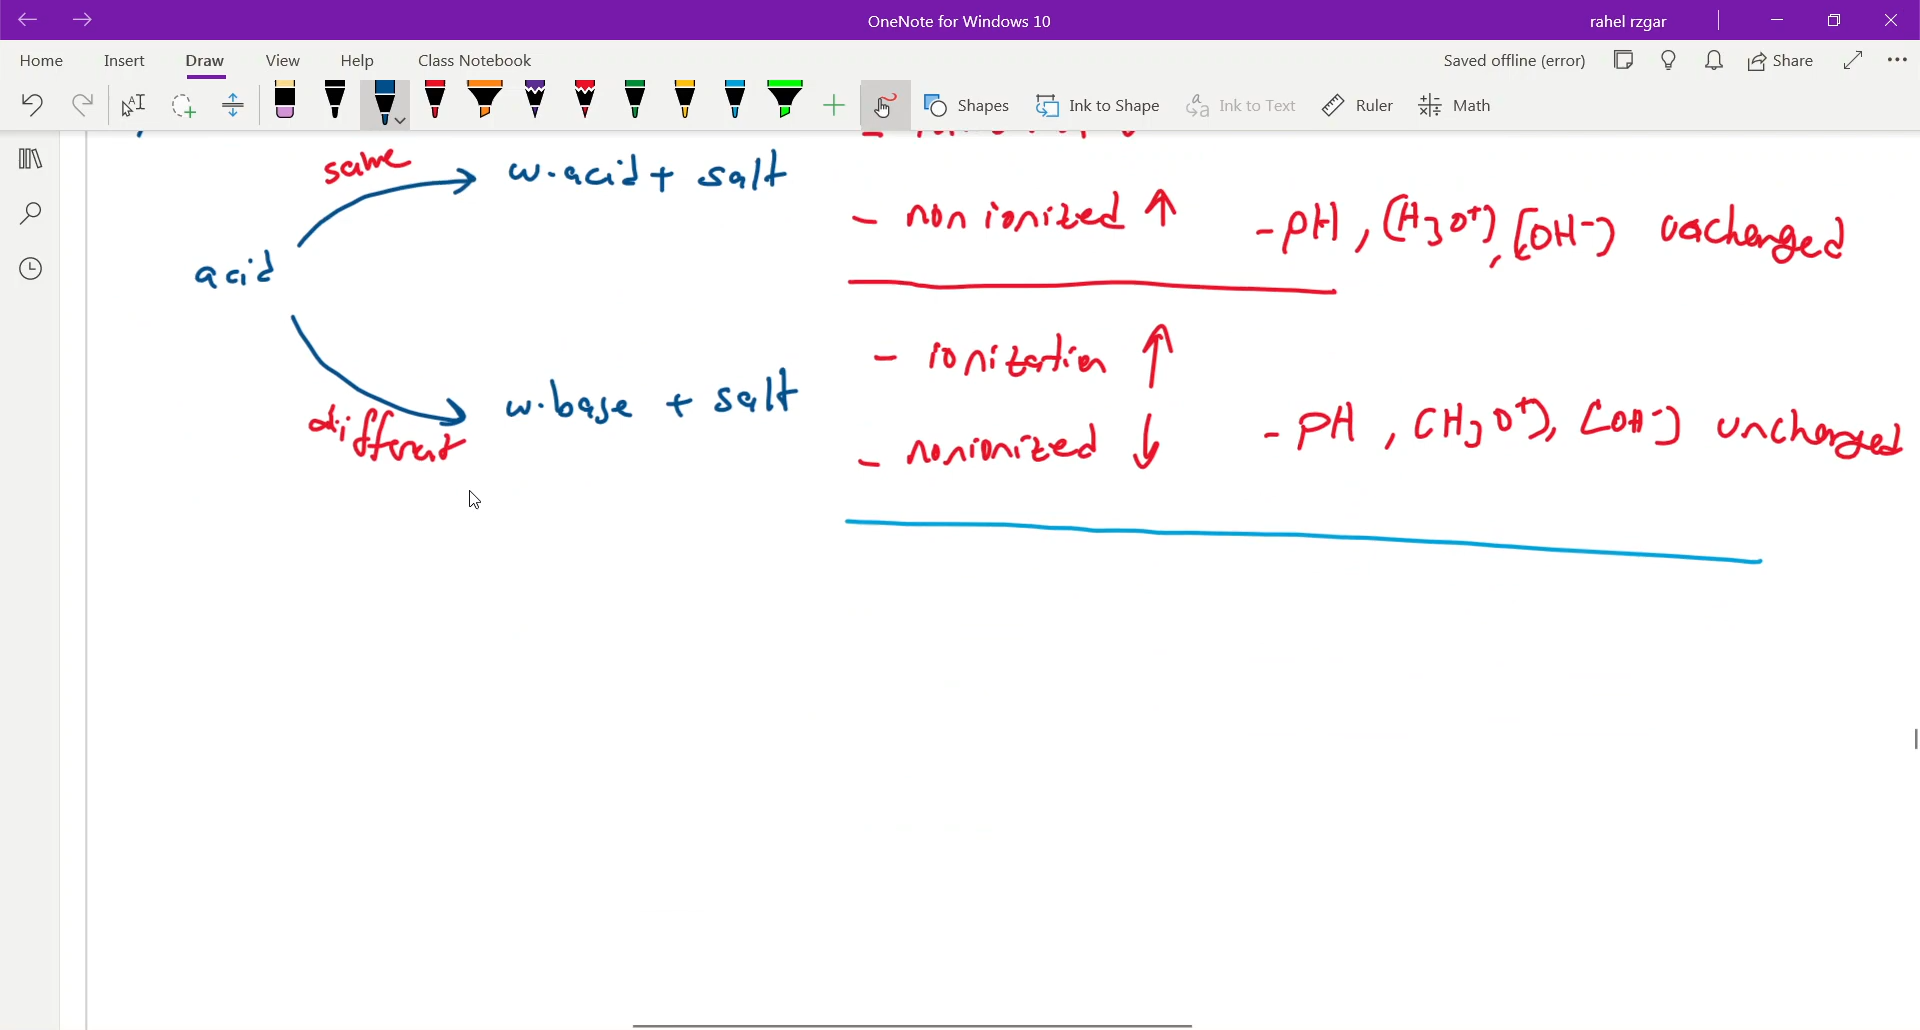 OneNote for Windows 10
rahel rzgar
Home Insert Draw View Help Class Notebook
Saved offline (error) Share
Shapes Ink to Shape Ink to Text Ruler Math
same
w.acid + salt
- non ionized ↑
- pH, [H3O+], [OH-] unchanged
acid
- ionization ↑
w.base + salt
different
- nonionized ↓
- pH, [H3O+], [OH-] unchanged